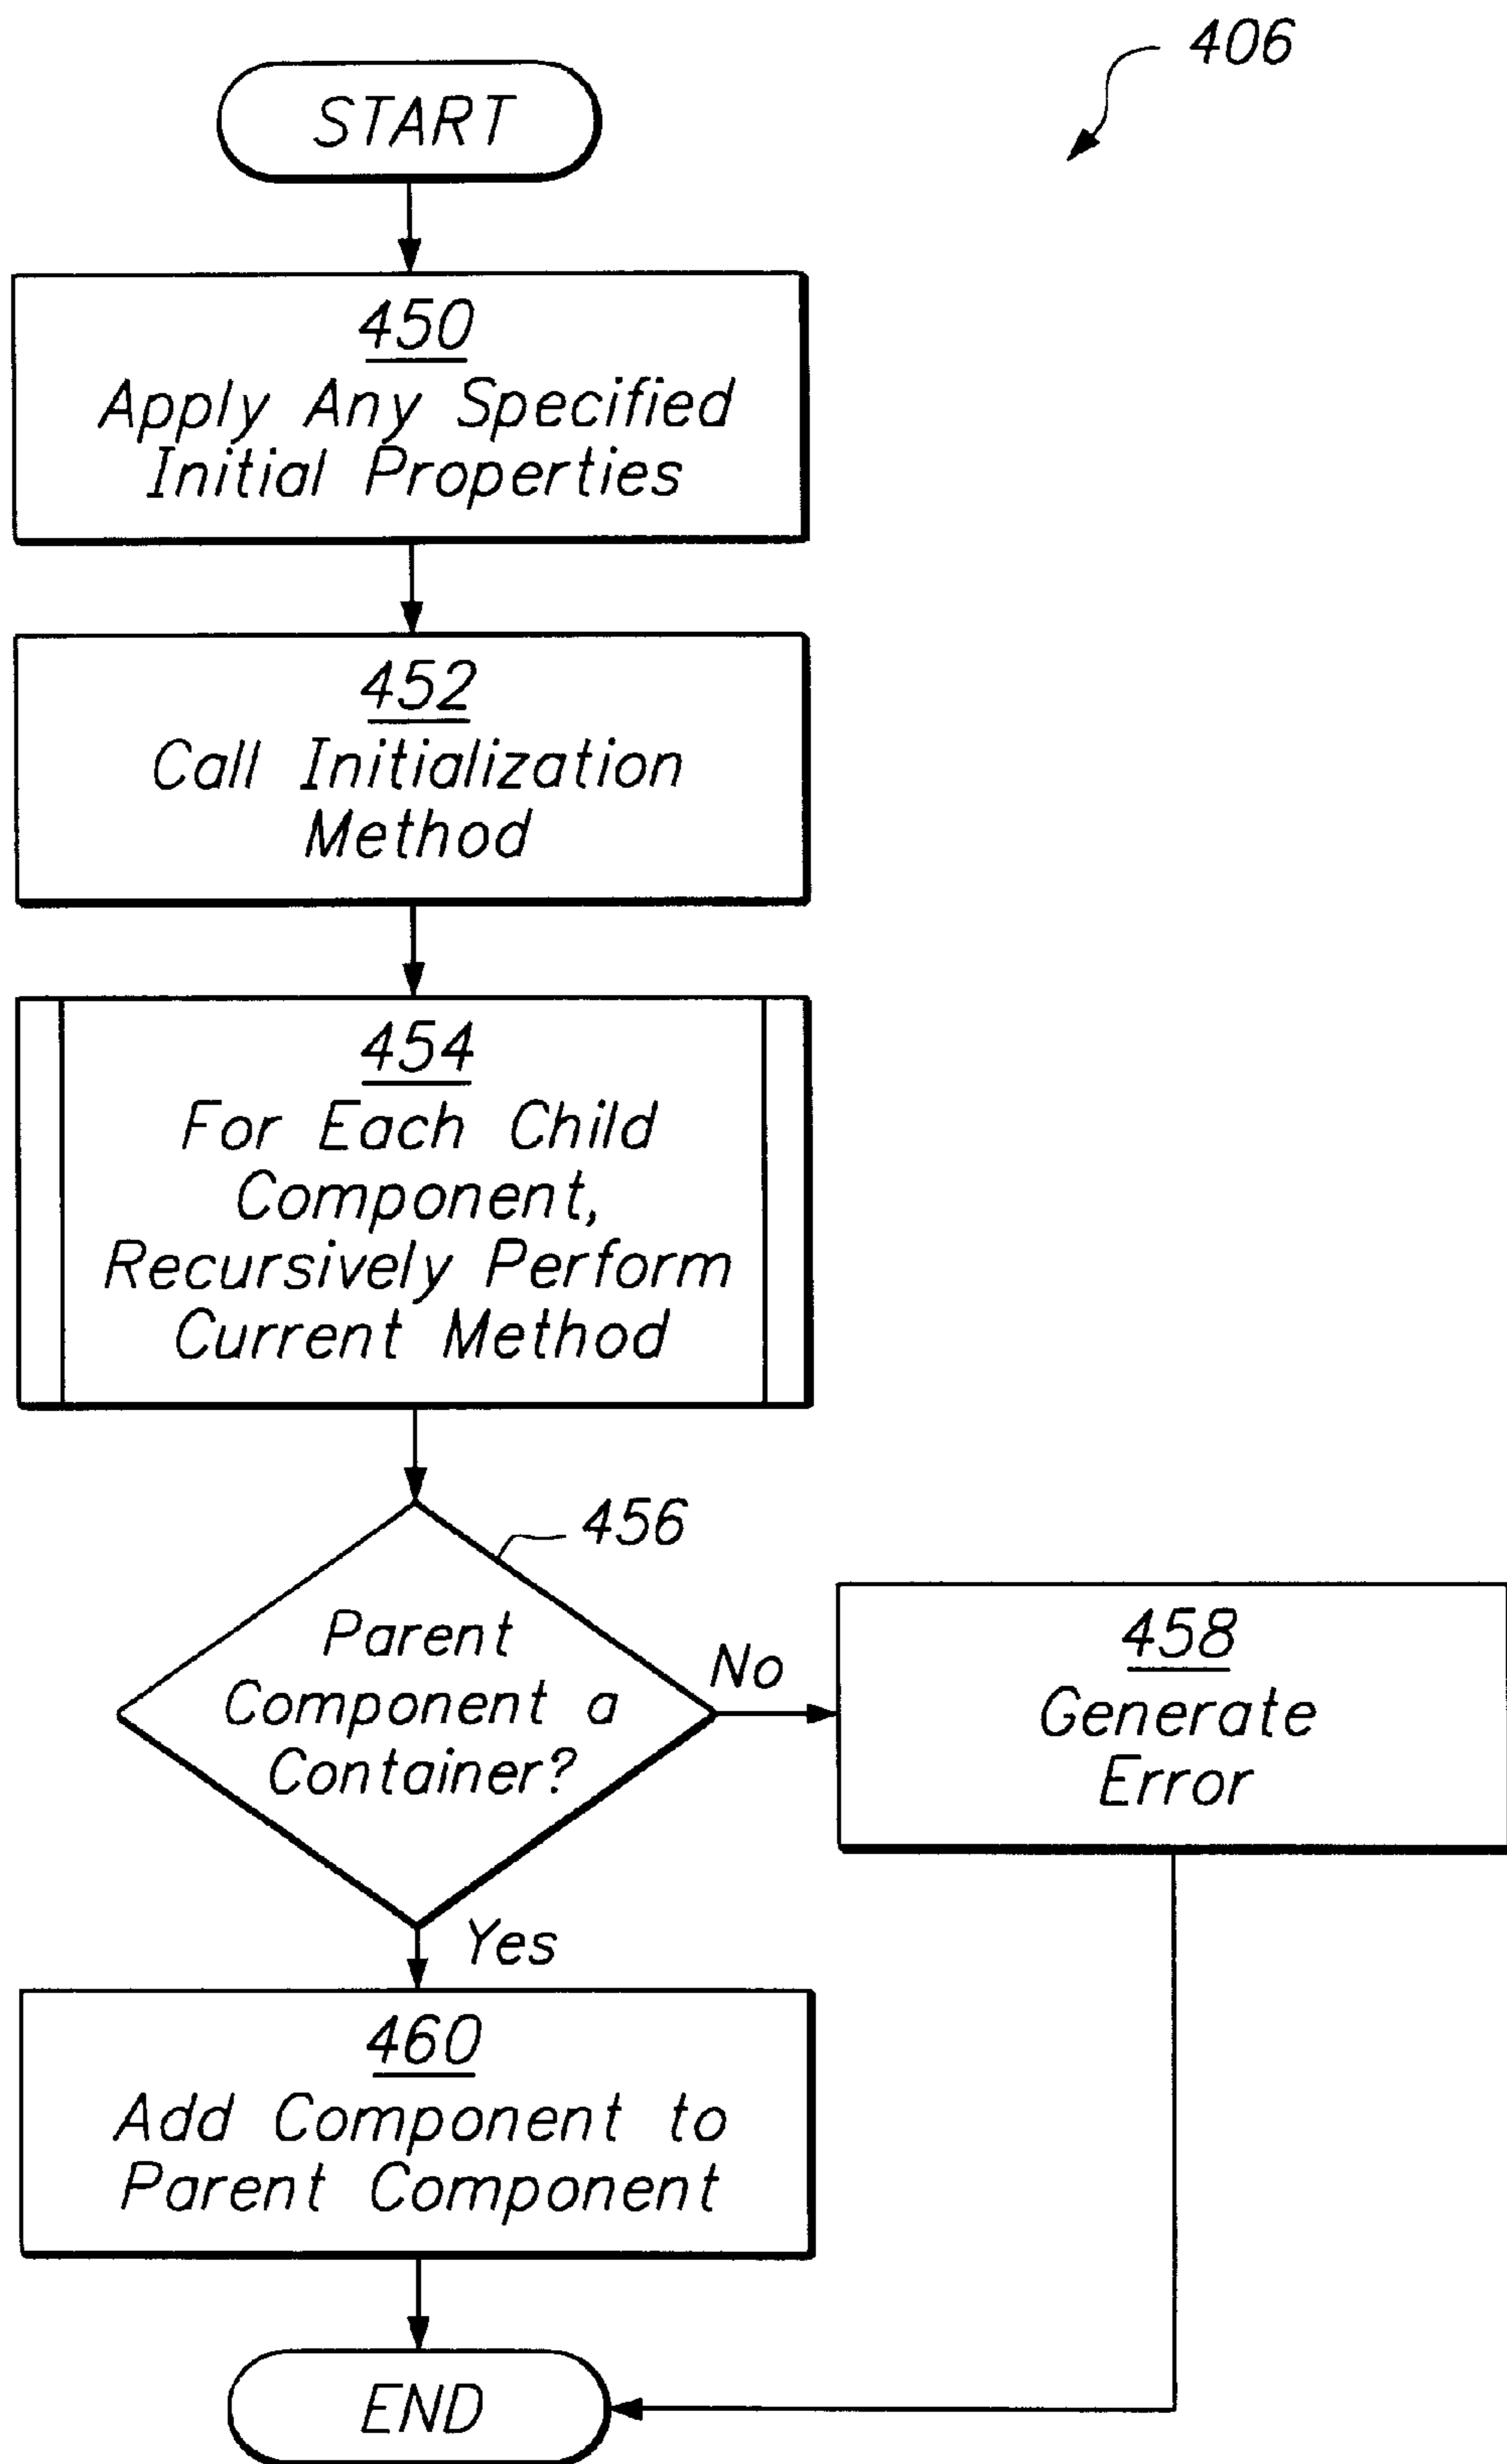 406
START
450
Apply Any Specified
Initial Properties
452
Call Initialization
Method
454
For Each Child
Component,
Recursively Perform
Current Method
456
Parent
Component a
Container?
No
458
Generate
Error
Yes
460
Add Component to
Parent Component
END